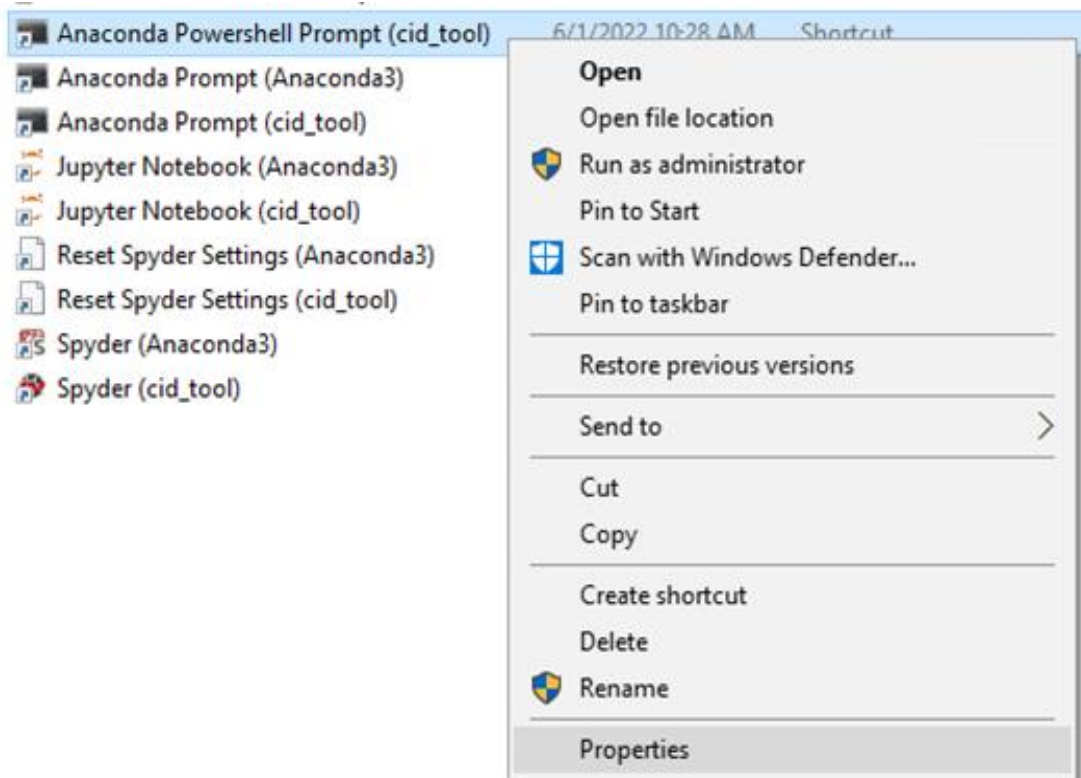 Anaconda Powershell Prompt (cid_tool) 6/1/2022 10:28 AM Shortcut
Anaconda Prompt (Anaconda3)
Anaconda Prompt (cid_tool)
Jupyter Notebook (Anaconda3)
Jupyter Notebook (cid_tool)
Reset Spyder Settings (Anaconda3)
Reset Spyder Settings (cid_tool)
Spyder (Anaconda3)
Spyder (cid_tool)
Open
Open file location
Run as administrator
Pin to Start
Scan with Windows Defender...
Pin to taskbar
Restore previous versions
Send to
Cut
Copy
Create shortcut
Delete
Rename
Properties